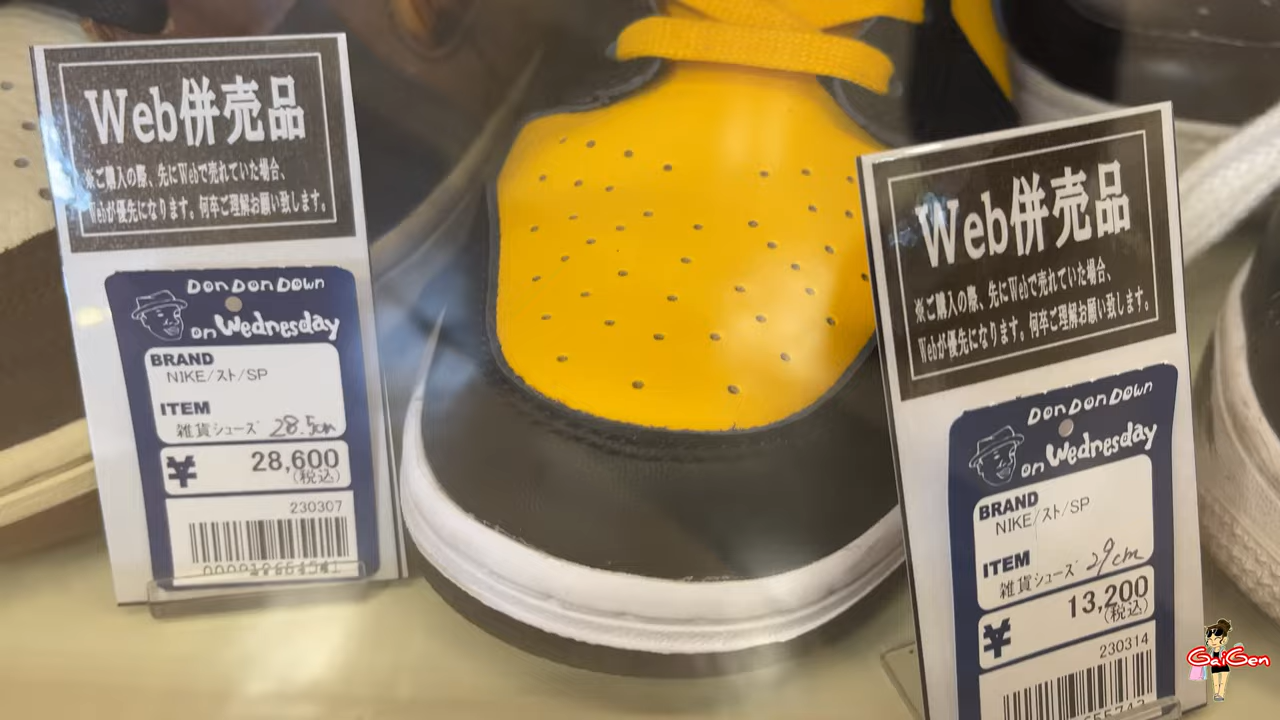 Web併売品
※ご購入の際、先にWebで売れていた場合、
Webが優先になります。何卒ご理解お願い致します。
DON DON DOWN
on Wednesday
BRAND
NIKE/スト/SP
ITEM
雑貨シューズ 28.5cm
¥ 28,600
(税込)
230307
Web併売品
※ご購入の際、先にWebで売れていた場合、
Webが優先になります。何卒ご理解お願い致します。
DON DON DOWN
on Wednesday
BRAND
NIKE/スト/SP
ITEM
雑貨シューズ 29cm
¥ 13,200
(税込)
230314
GaiGen